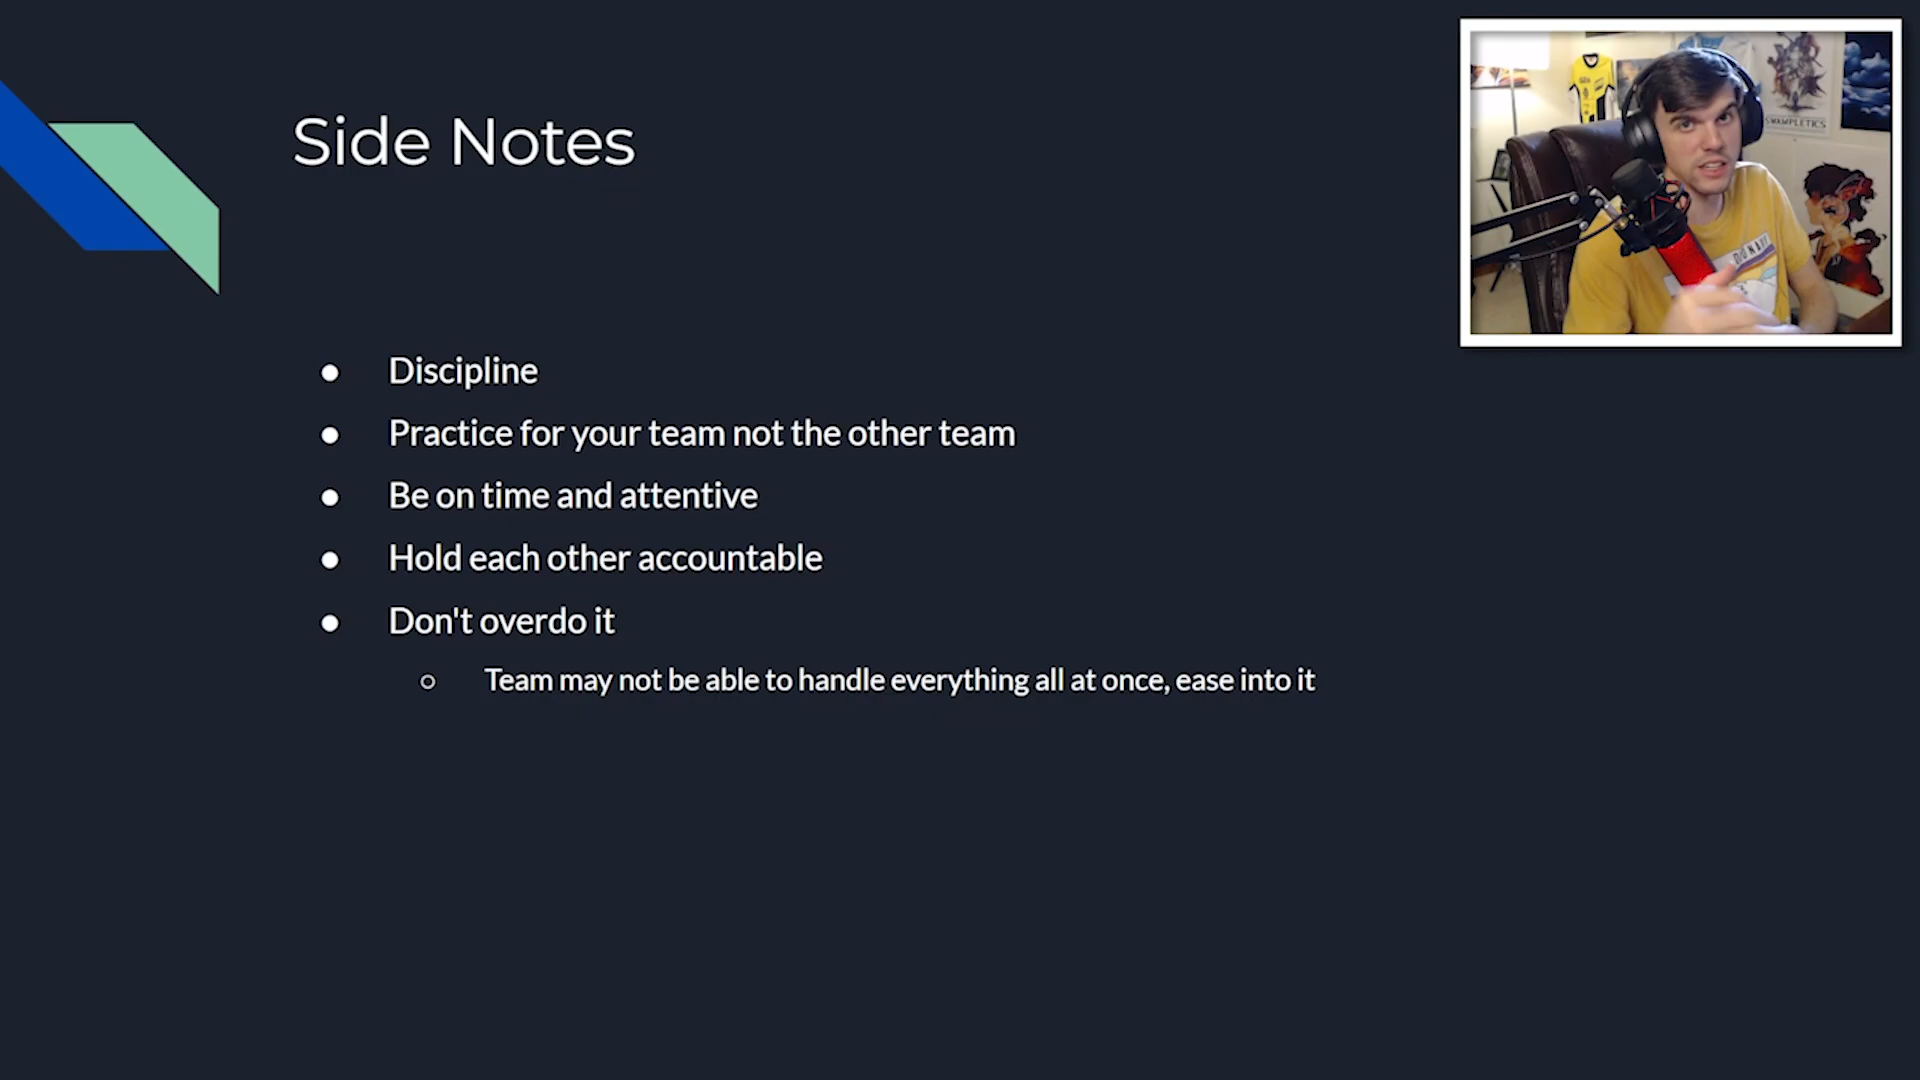 Side Notes
Discipline
Practice for your team not the other team
Be on time and attentive
Hold each other accountable
Don't overdo it
Team may not be able to handle everything all at once, ease into it
SWAMPLETICS